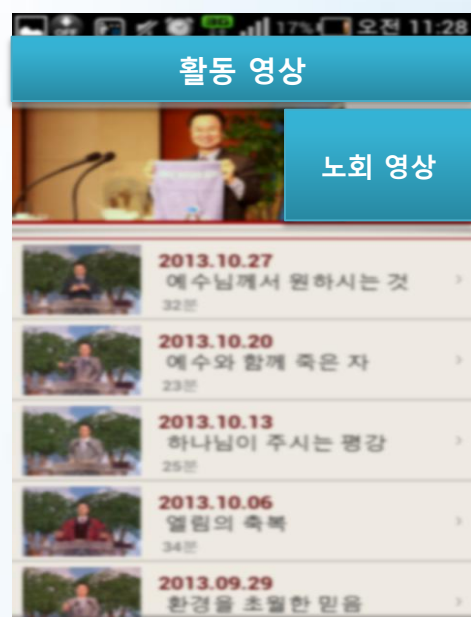 3G 17% 오전 11:28
활동 영상
노회 영상
2013.10.27
예수님께서 원하시는 것
32분
2013.10.20
예수와 함께 죽은 자
23분
2013.10.13
하나님이 주시는 평강
25분
2013.10.06
엘림의 축복
34분
2013.09.29
환경을 초월한 믿음